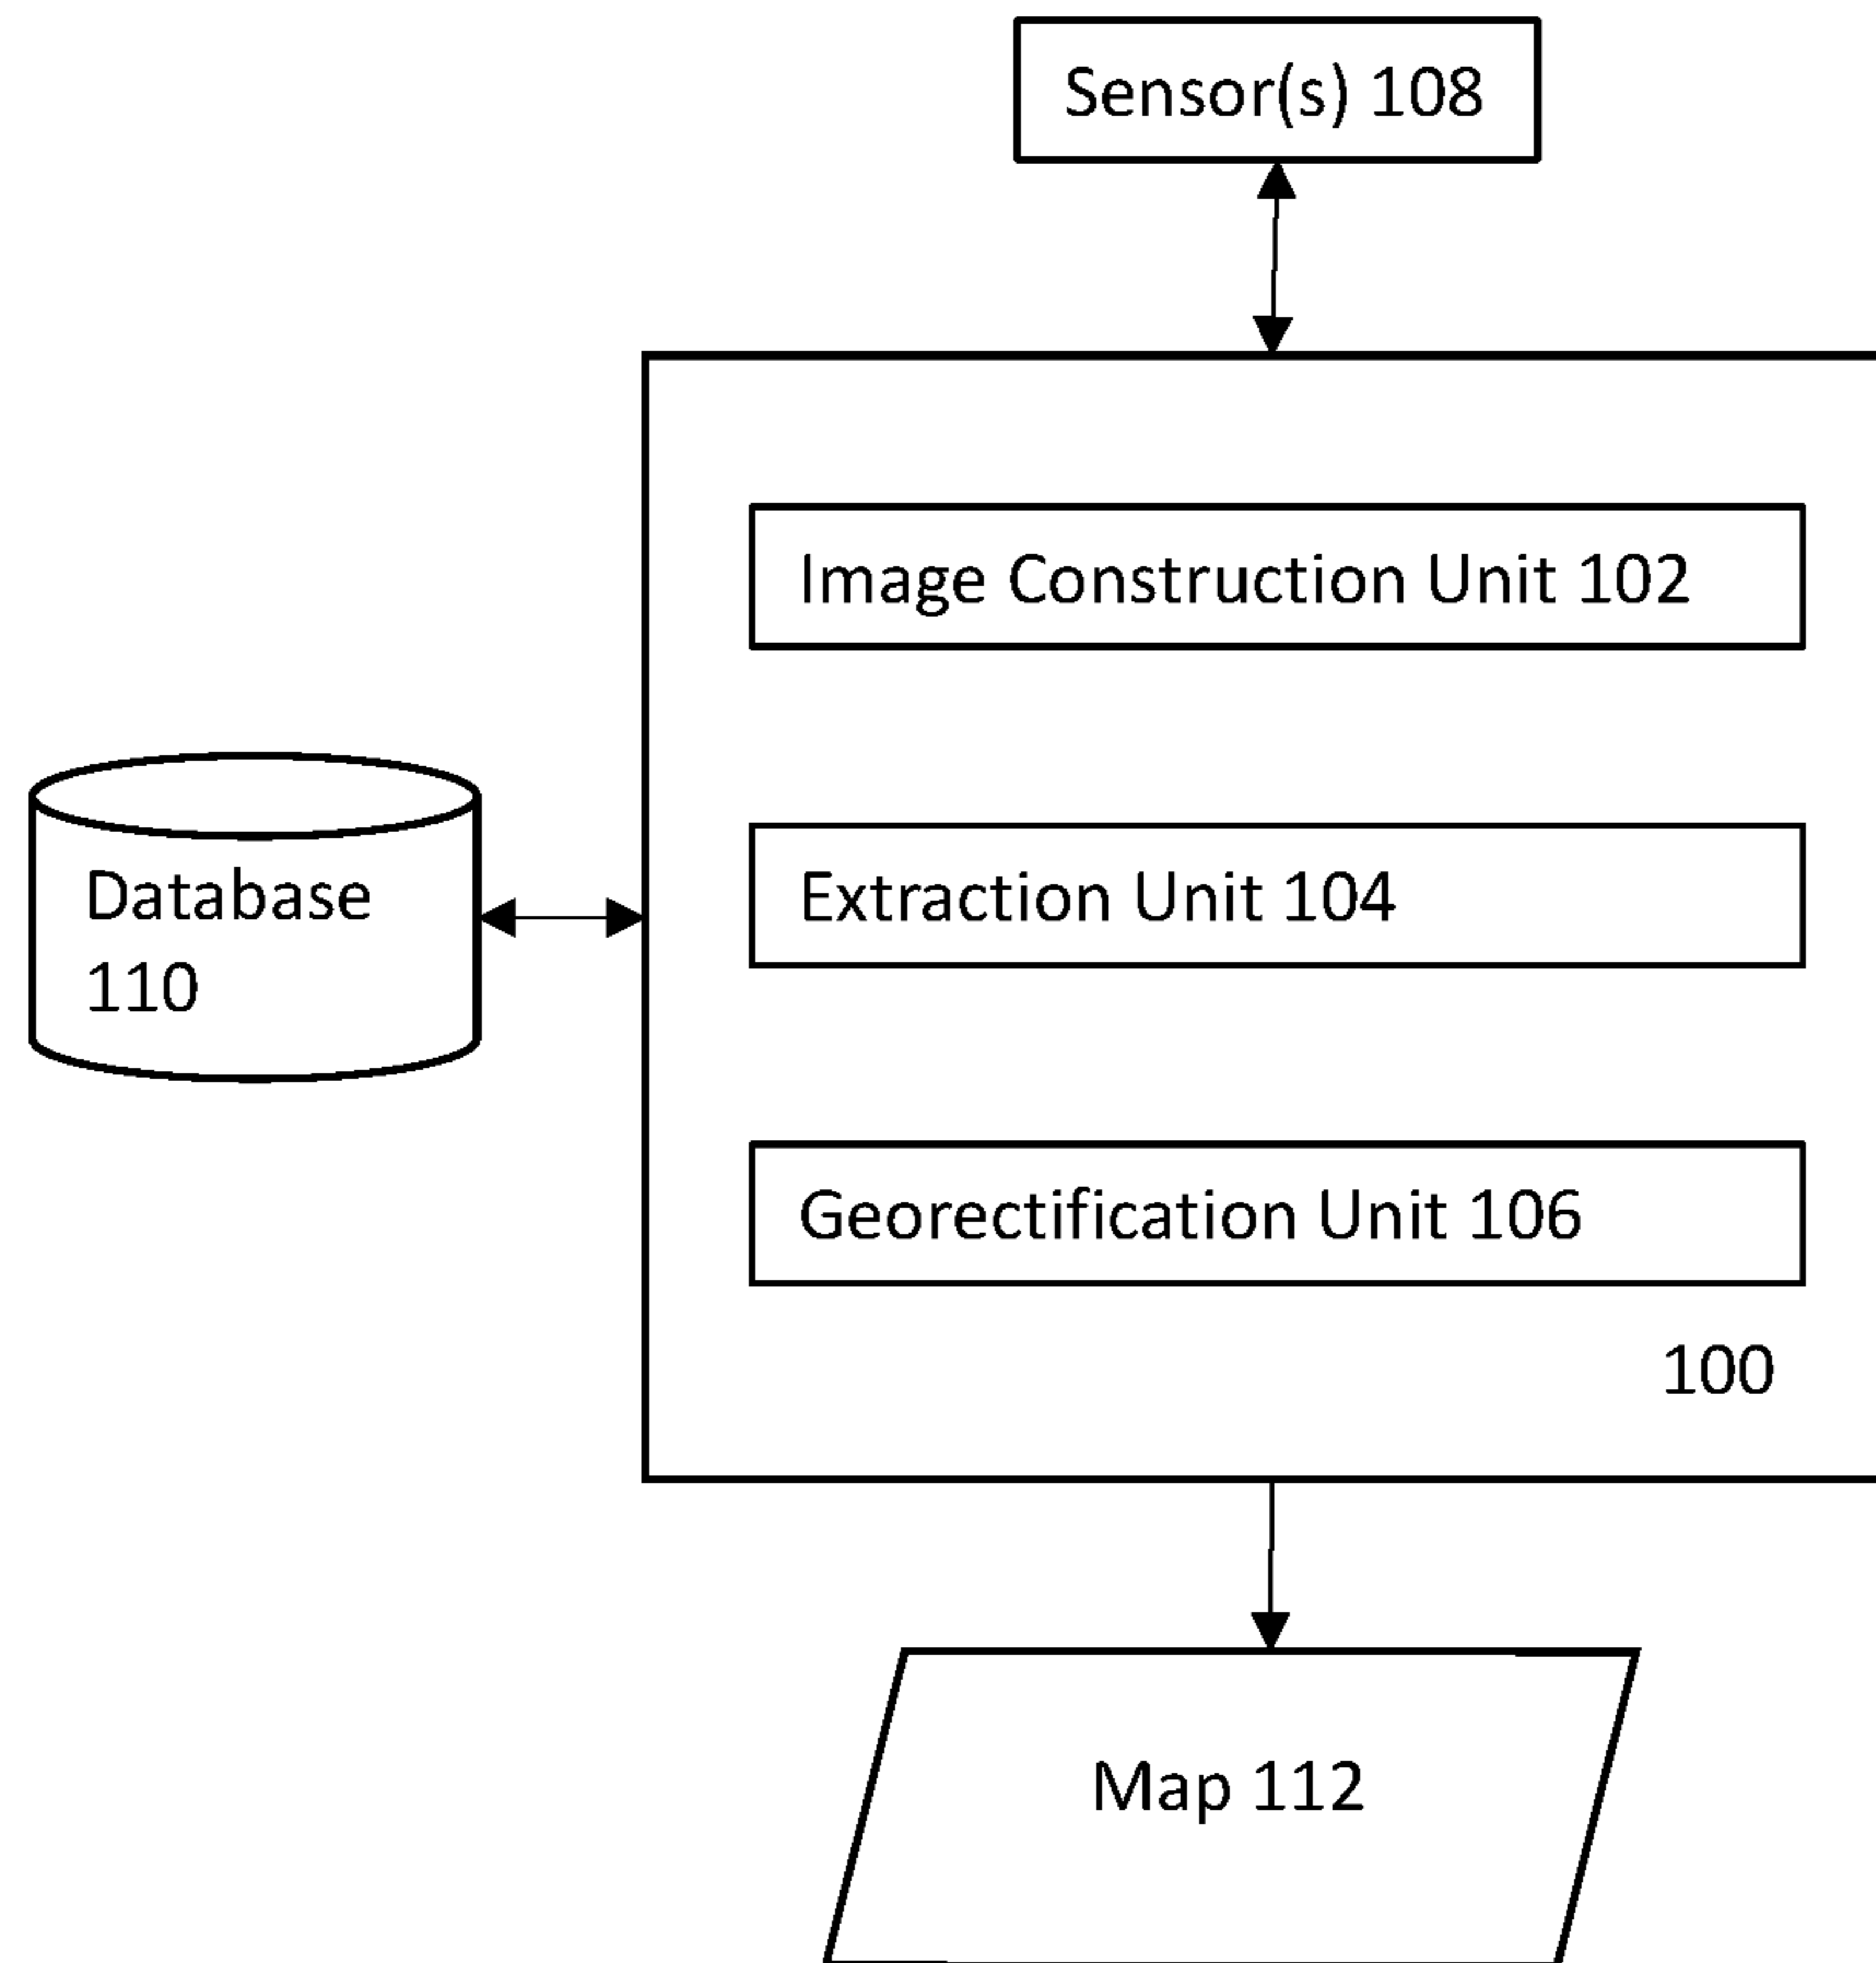 Sensor(s) 108
Image Construction Unit 102
Database
110
Extraction Unit 104
Georectification Unit 106
100
Map 112